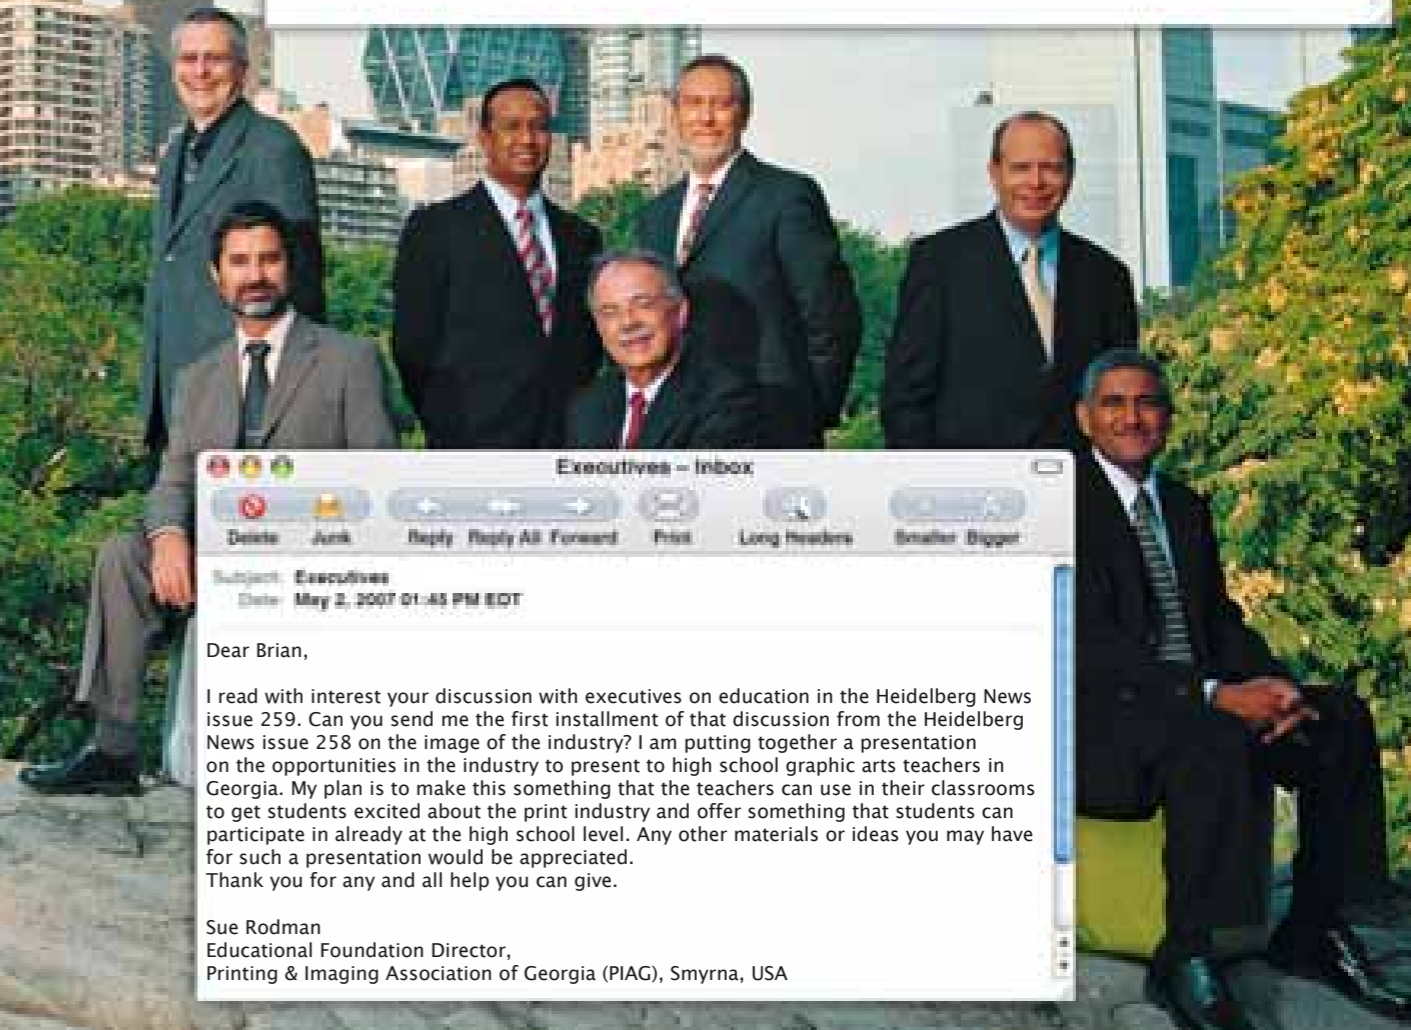 Executives – Inbox
Delete Junk Reply Reply All Forward Print Long Headers Smaller Bigger
Subject: Executives
Date: May 2, 2007 01:45 PM EDT
Dear Brian,
I read with interest your discussion with executives on education in the Heidelberg News
issue 259. Can you send me the first installment of that discussion from the Heidelberg
News issue 258 on the image of the industry? I am putting together a presentation
on the opportunities in the industry to present to high school graphic arts teachers in
Georgia. My plan is to make this something that the teachers can use in their classrooms
to get students excited about the print industry and offer something that students can
participate in already at the high school level. Any other materials or ideas you may have
for such a presentation would be appreciated.
Thank you for any and all help you can give.
Sue Rodman
Educational Foundation Director,
Printing & Imaging Association of Georgia (PIAG), Smyrna, USA